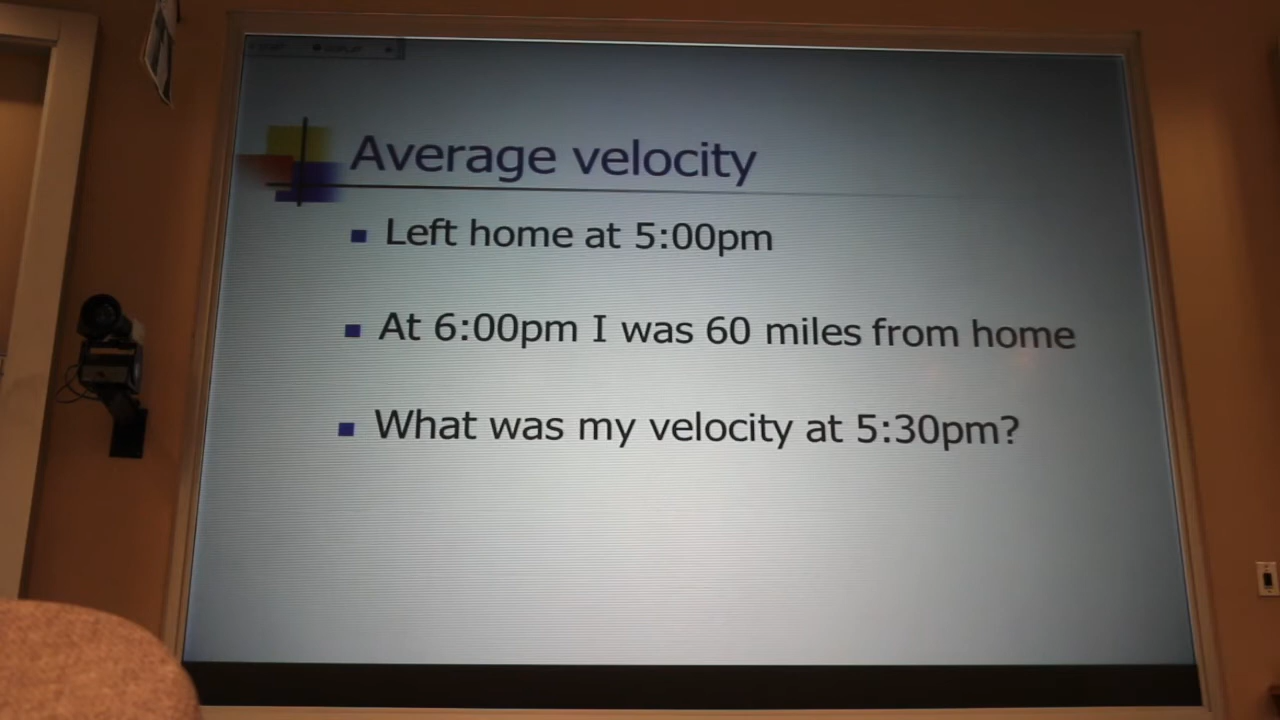 Average velocity
Left home at 5:00pm
At 6:00pm I was 60 miles from home
What was my velocity at 5:30pm?